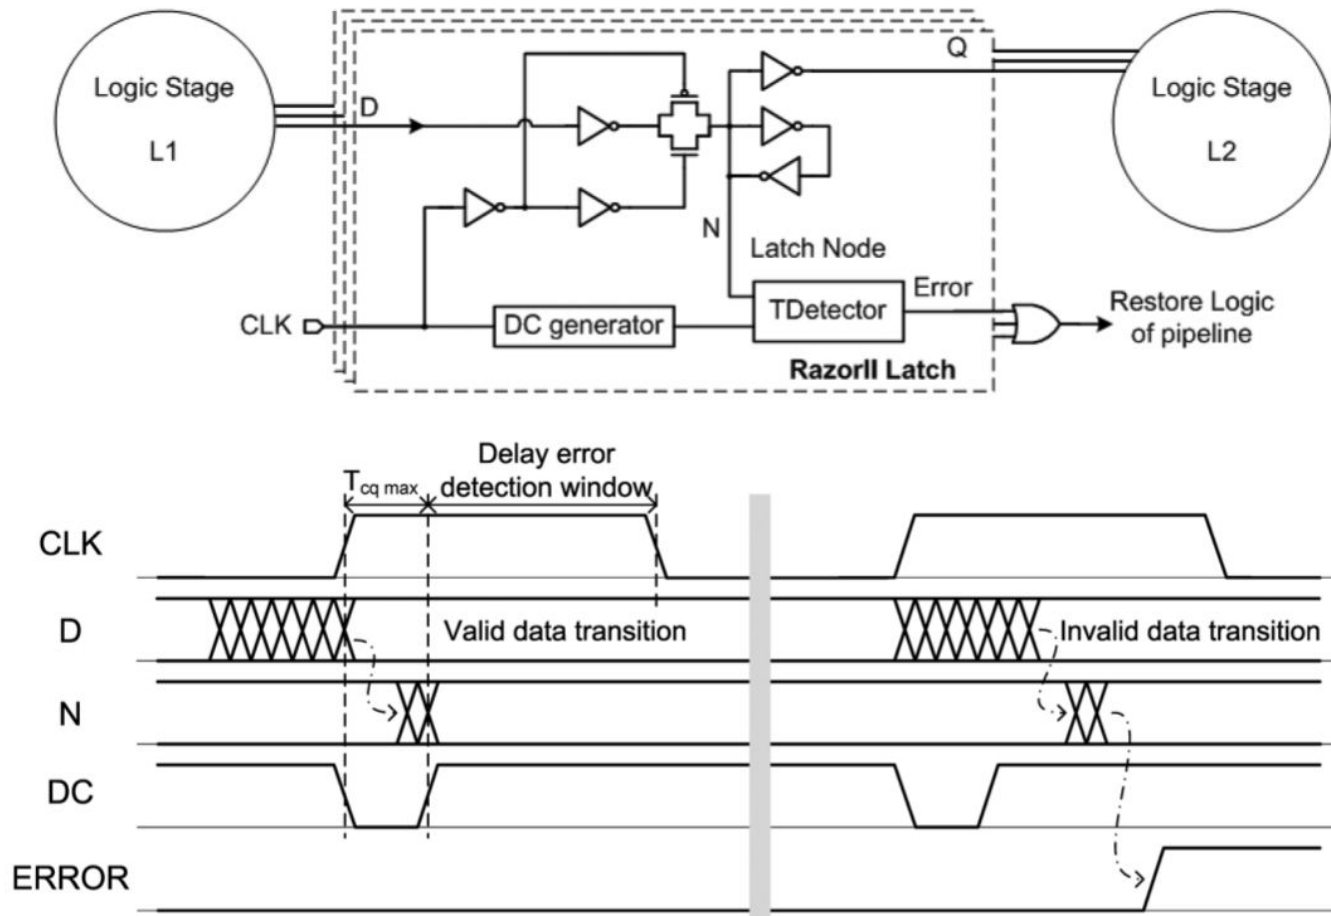 Logic Stage
L1
D
Q
Logic Stage
L2
N
Latch Node
CLK
DC generator
TDetector
Error
Restore Logic
of pipeline
RazorII Latch
Delay error
detection window
Tcq max
CLK
D
Valid data transition
Invalid data transition
N
DC
ERROR